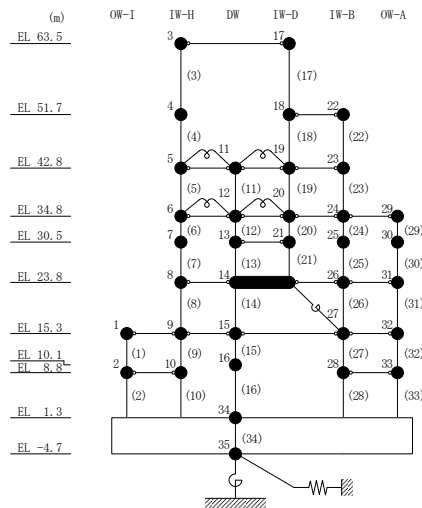 (m) OW-I IW-H DW IW-D IW-B OW-A
EL 63.5 3 17
(3) (17)
EL 51.7 4 18 22
(4) 11 19 (18) (22)
EL 42.8 5 23
(5) 12 (11) 20 (19) (23)
EL 34.8 6 24 29
(6) (12) (20) (24) (29)
EL 30.5 7 13 21 25 30
(7) (13) (21) (25) (30)
EL 23.8 8 14 26 31
(8) (14) 27 (26) (31)
EL 15.3 1 9 15 32
(1) (9) (15) (27) (32)
EL 10.1 16
EL 8.8 2 10 28 33
(2) (10) (16) (28) (33)
EL 1.3 34
(34)
EL -4.7 35